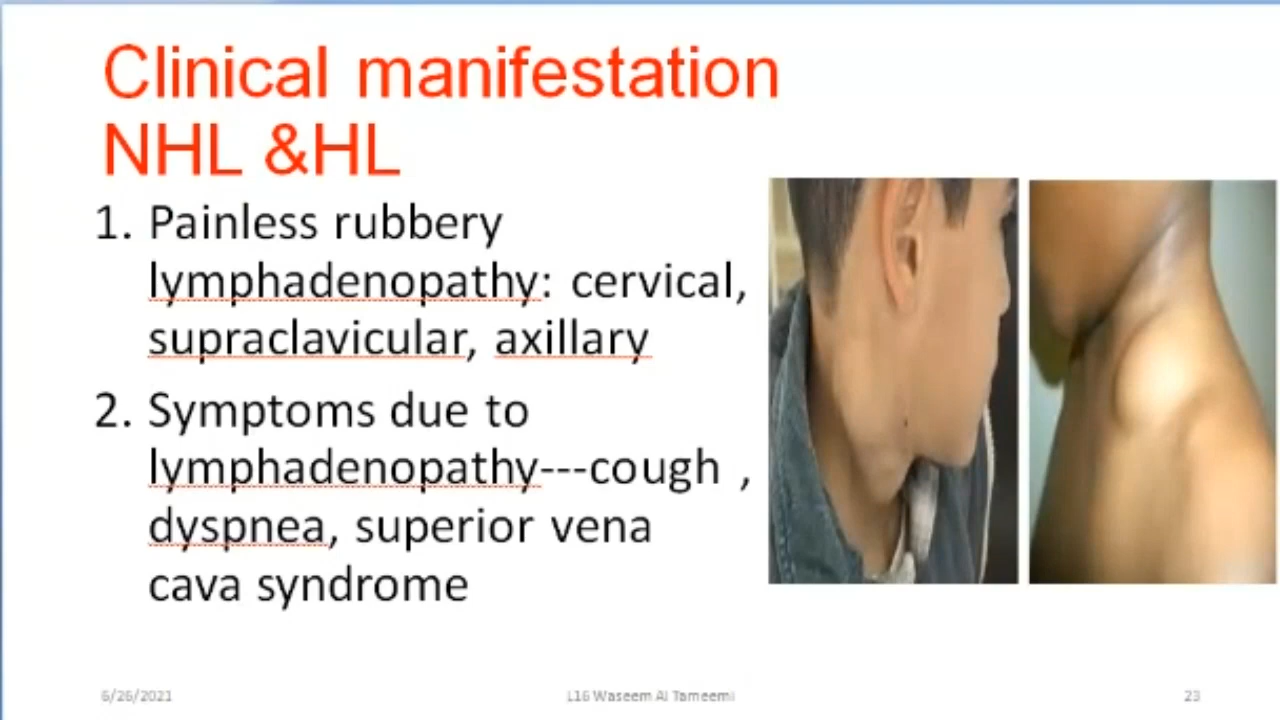 Clinical manifestation
NHL &HL
1. Painless rubbery
lymphadenopathy: cervical,
supraclavicular, axillary
2. Symptoms due to
lymphadenopathy---cough ,
dyspnea, superior vena
cava syndrome
6/26/2021
L16 Waseem Al Tameemi
23